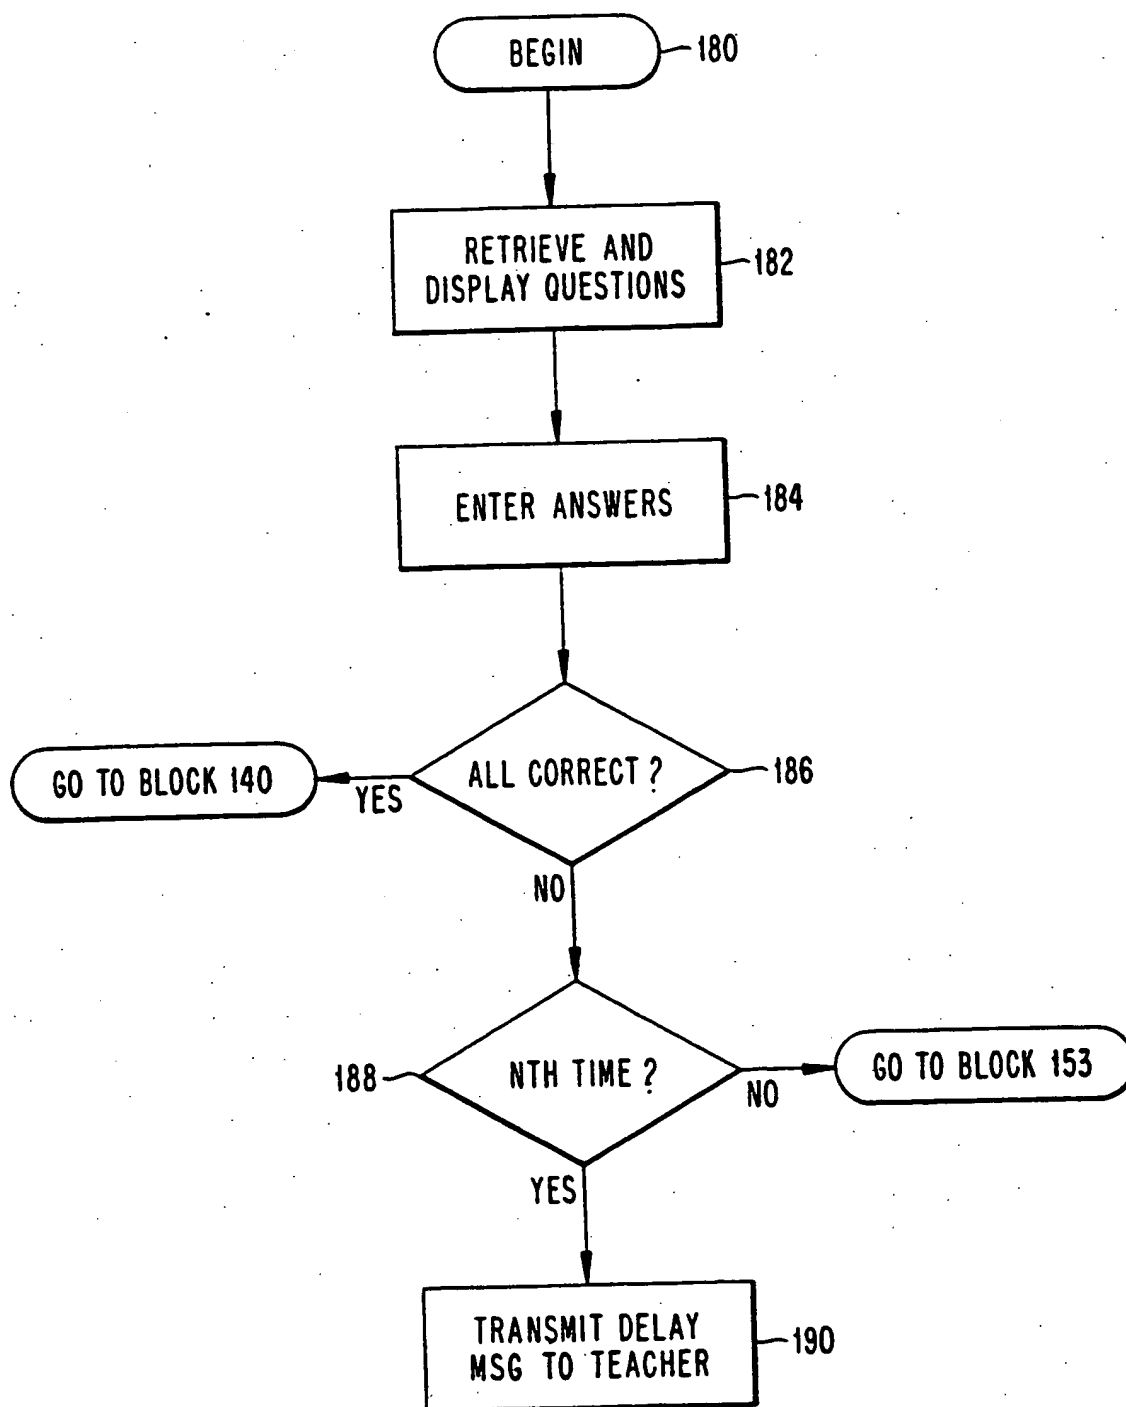 BEGIN
180
RETRIEVE AND
DISPLAY QUESTIONS
182
ENTER ANSWERS
184
ALL CORRECT ?
186
GO TO BLOCK 140
YES
NO
188
NTH TIME ?
GO TO BLOCK 153
NO
YES
TRANSMIT DELAY
MSG TO TEACHER
190